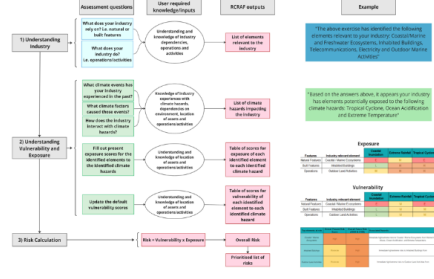 Assessment questions
User required
knowledge/inputs
RCRAF outputs
Example
1) Understanding
Industry
What does your industry
rely on? i.e. natural or
built features
What does your
industry do?
i.e. operations/activities
Understanding and
knowledge of industry
dependencies,
operations and
activities
List of elements
relevant to the
industry
"The above exercise has identified the following
elements relevant to your industry: Coastal/Marine
and Freshwater Ecosystems, Inhabited Buildings,
Telecommunications, Electricity and Outdoor Marine
Activities"
2) Understanding
Vulnerability and
Exposure
What climate events has your
industry experienced in the past?
What climate factors
caused these events?
How does the industry
interact with climate
hazards?
Knowledge of industry
experience with
climate hazards,
dependencies on
environment, location
of assets and
operations/activities
List of climate
hazards impacting
the industry
"Based on the answers above, it appears your industry
has elements potentially exposed to the following
climate hazards: Tropical Cyclone, Ocean Acidification
and Extreme Temperature"
Fill out present
exposure scores for the
identified elements to
the identified climate
hazards
Understanding and
knowledge of location
of assets and
operations/activities
Table of scores for
exposure of each
identified element
to each identified
climate hazard
Exposure
Update the default
vulnerability scores
Understanding and
knowledge of location
of assets and
operations/activities
Table of scores for
vulnerability of
each identified
element to each
identified climate
hazard
Vulnerability
3) Risk Calculation
Risk = Vulnerability x Exposure
Overall Risk
Prioritised list of
risks